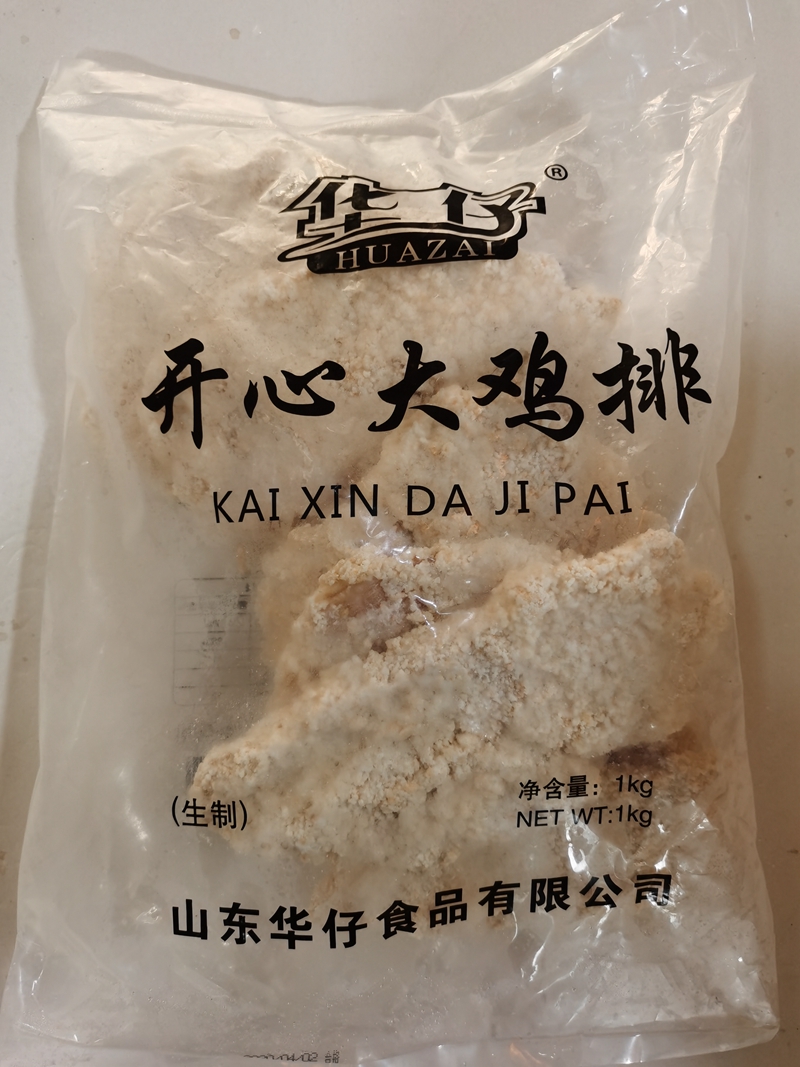 华仔®
HUAZAI
开心大鸡排
KAI XIN DA JI PAI
净含量：1kg
(生制)
NET WT:1kg
山东华仔食品有限公司